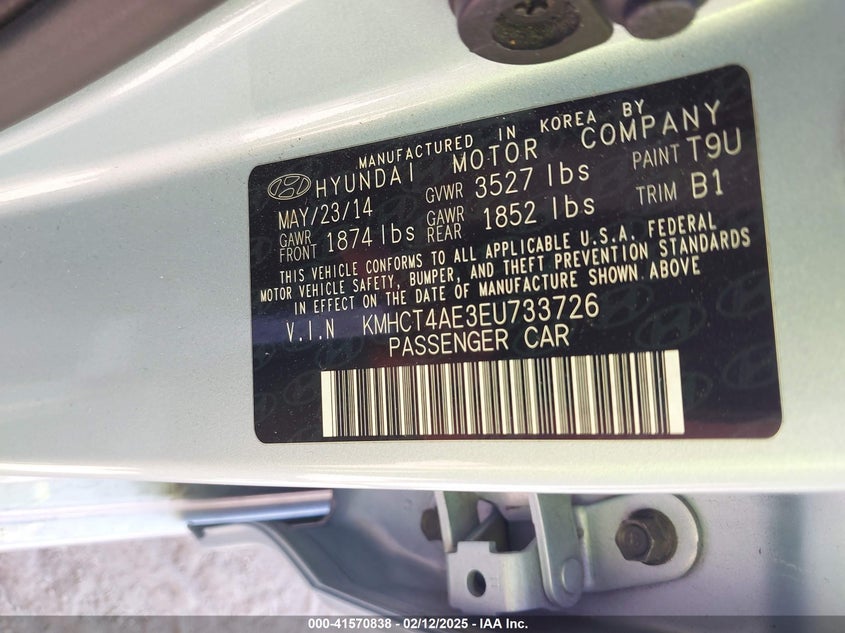 MANUFACTURED IN KOREA BY
HYUNDAI MOTOR COMPANY
MAY/23/14 GVWR 3527 lbs PAINT T9U
GAWR FRONT 1874 lbs GAWR REAR 1852 lbs TRIM B1
THIS VEHICLE CONFORMS TO ALL APPLICABLE U.S.A. FEDERAL
MOTOR VEHICLE SAFETY, BUMPER, AND THEFT PREVENTION STANDARDS
IN EFFECT ON THE DATE OF MANUFACTURE SHOWN ABOVE
V.I.N KMHCT4AE3EU733726
PASSENGER CAR
000-41570838 - 02/12/2025 - IAA Inc.